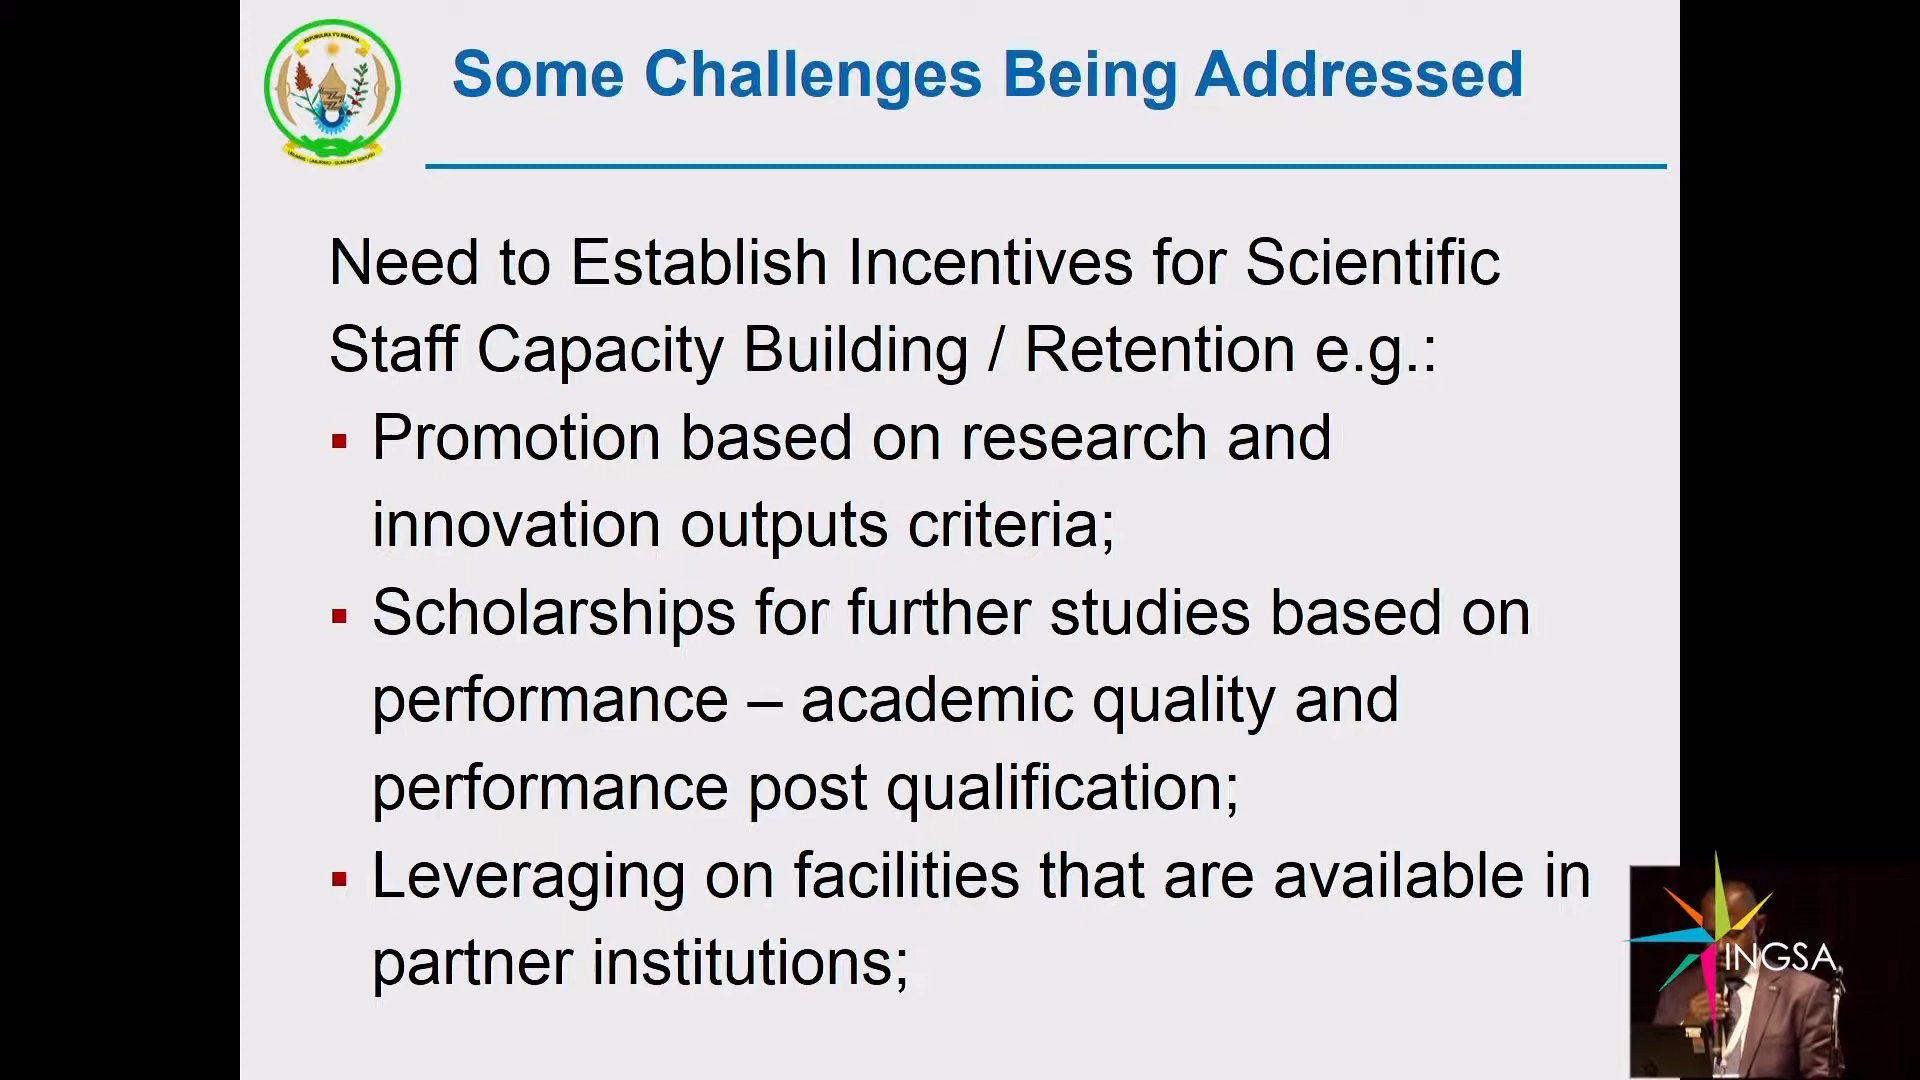 REPUBULIKA Y'U RWANDA
Some Challenges Being Addressed
Need to Establish Incentives for Scientific
Staff Capacity Building / Retention e.g.:
▪ Promotion based on research and
innovation outputs criteria;
▪ Scholarships for further studies based on
performance – academic quality and
performance post qualification;
▪ Leveraging on facilities that are available in
partner institutions;
INGSA